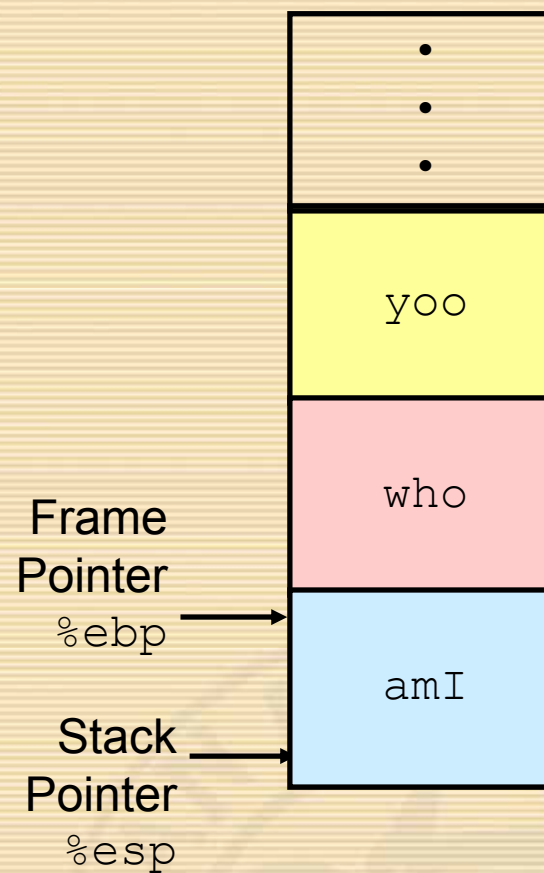 •
•
•
yoo
who
Frame
Pointer
%ebp
amI
Stack
Pointer
%esp